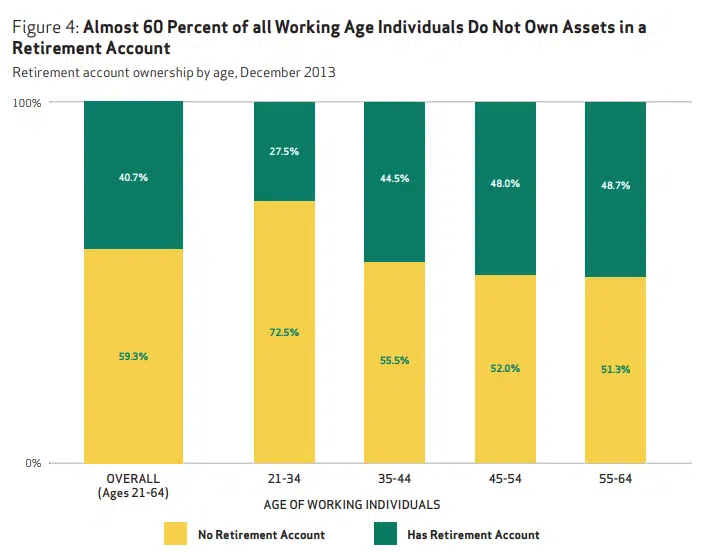 Figure 4: Almost 60 Percent of all Working Age Individuals Do Not Own Assets in a
Retirement Account
Retirement account ownership by age, December 2013
100%
40.7%
27.5%
44.5%
48.0%
48.7%
59.3%
72.5%
55.5%
52.0%
51.3%
0%
OVERALL
(Ages 21-64)
21-34
35-44
45-54
55-64
AGE OF WORKING INDIVIDUALS
No Retirement Account
Has Retirement Account